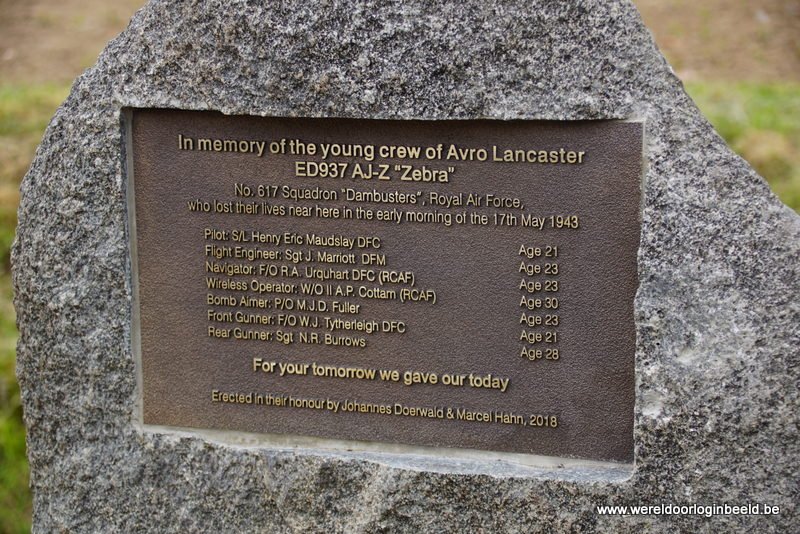 In memory of the young crew of Avro Lancaster
ED937 AJ-Z "Zebra"
No. 617 Squadron "Dambusters", Royal Air Force,
who lost their lives near here in the early morning of the 17th May 1943
Pilot: S/L Henry Eric Maudslay DFC Age 21
Flight Engineer: Sgt J. Marriott DFM Age 23
Navigator: F/O R.A. Urquhart DFC (RCAF) Age 23
Wireless Operator: W/O II A.P. Cottam (RCAF) Age 30
Bomb Aimer: P/O M.J.D. Fuller Age 23
Front Gunner: F/O W.J. Tytherleigh DFC Age 21
Rear Gunner: Sgt N.R. Burrows Age 28
For your tomorrow we gave our today
Erected in their honour by Johannes Doerwald & Marcel Hahn, 2018
www.wereldoorloginbeeld.be